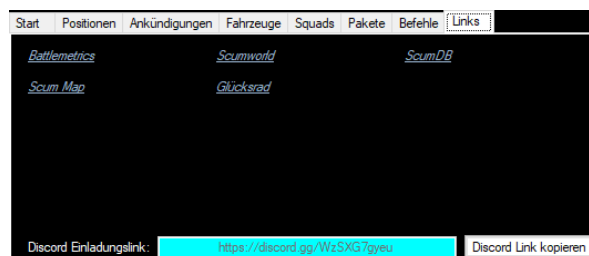 Start Positionen Ankündigungen Fahrzeuge Squads Pakete Befehle Links
Battlemetrics Scumworld ScumDB
Scum Map Glücksrad
Discord Einladungslink: https://discord.gg/WzSXG7gyeu Discord Link kopieren